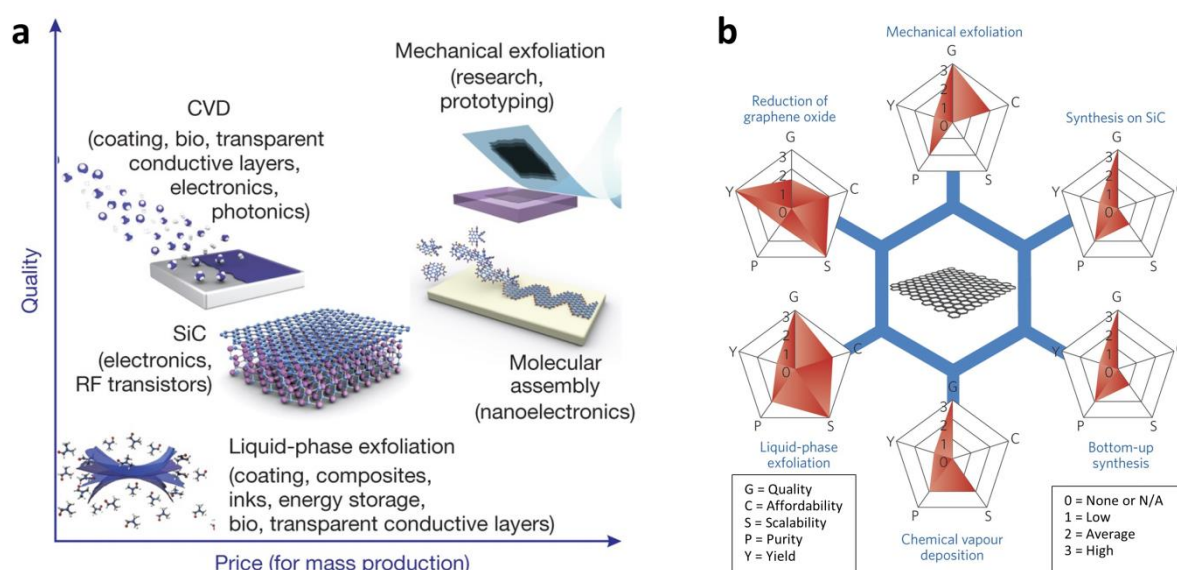 a
Quality
Price (for mass production)
Mechanical exfoliation
(research,
prototyping)
CVD
(coating, bio, transparent
conductive layers,
electronics,
photonics)
SiC
(electronics,
RF transistors)
Molecular
assembly
(nanoelectronics)
Liquid-phase exfoliation
(coating, composites,
inks, energy storage,
bio, transparent conductive layers)
b
Mechanical exfoliation
G
3
2
1
0
Y
C
P
S
Reduction of
graphene oxide
G
3
2
1
0
Y
C
P
S
Synthesis on SiC
G
3
2
1
0
Y
P
S
G
3
2
1
0
Y
C
P
S
Liquid-phase
exfoliation
G
3
2
1
0
Y
C
P
S
Chemical vapour
deposition
G
3
2
1
0
Y
P
S
Bottom-up
synthesis
G = Quality
C = Affordability
S = Scalability
P = Purity
Y = Yield
0 = None or N/A
1 = Low
2 = Average
3 = High